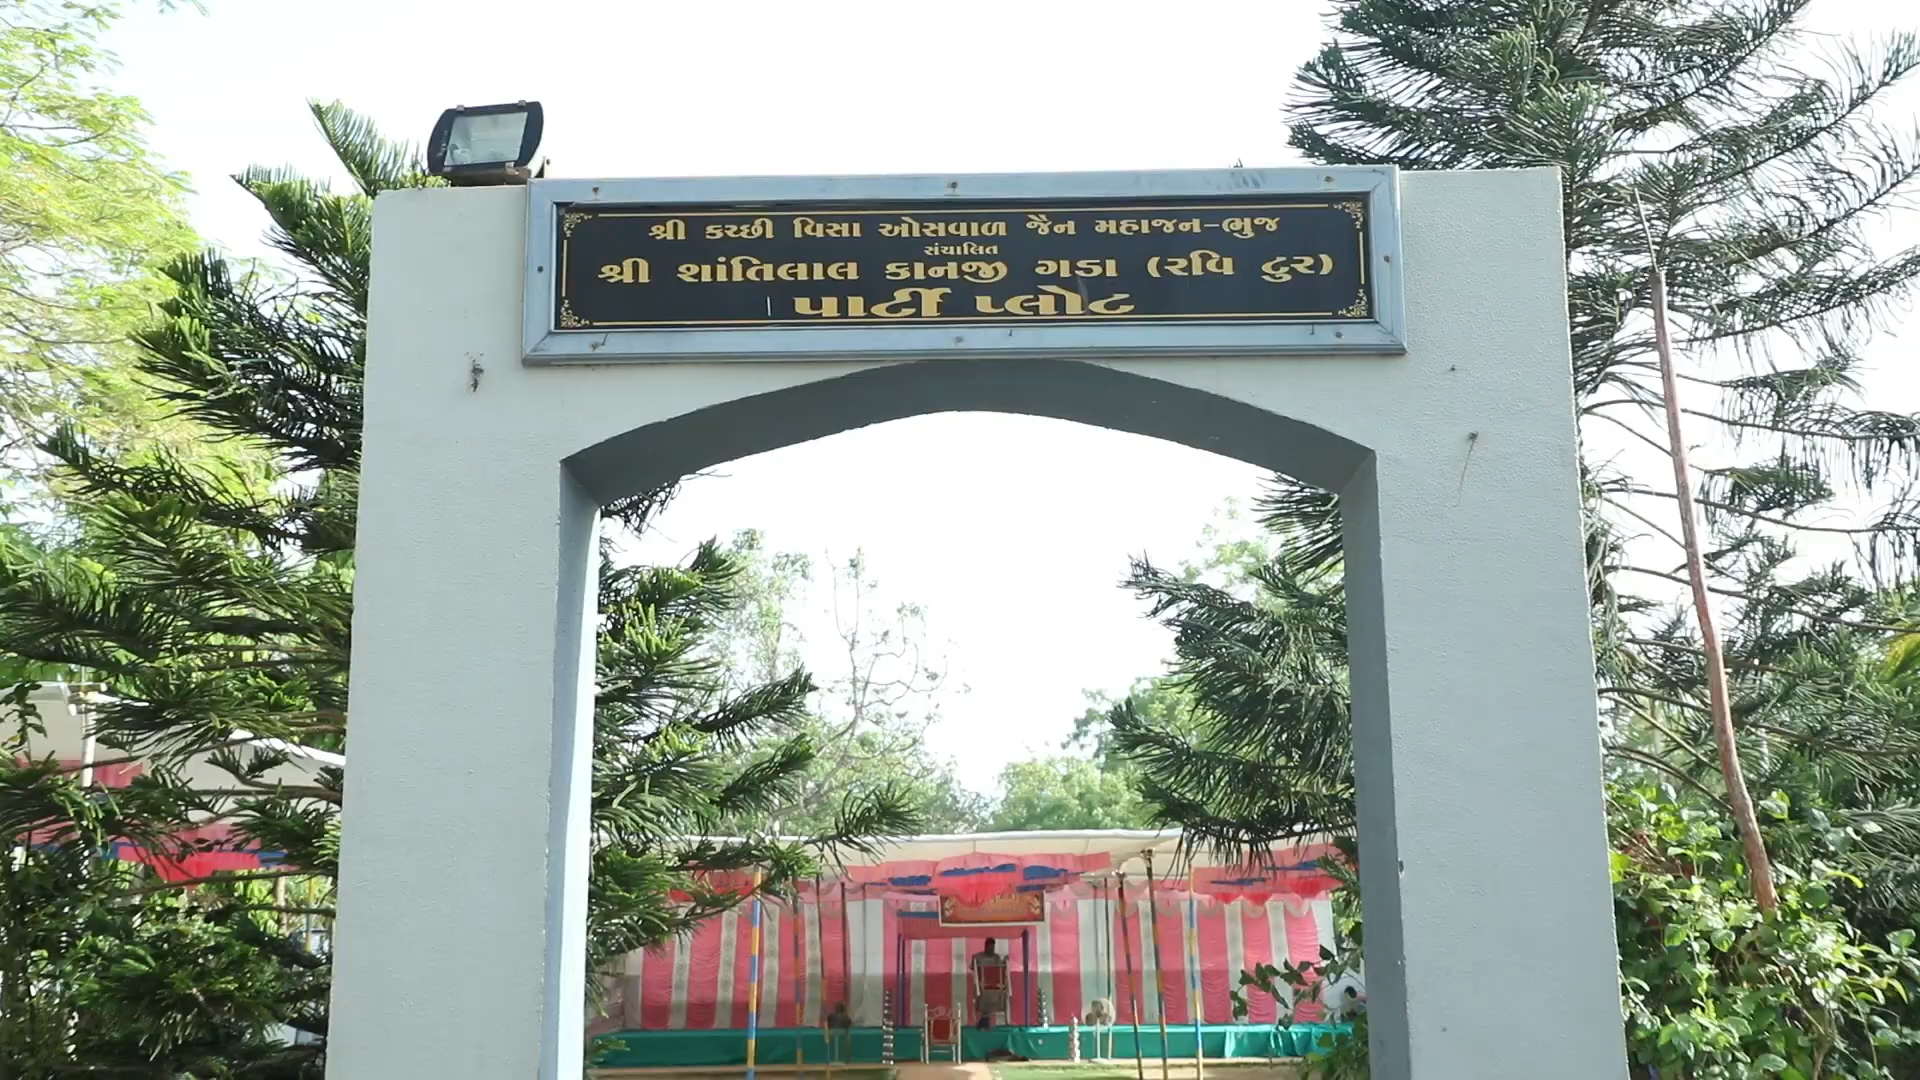 શ્રી કચ્છી વિસા ઓસવાળ જૈન મહાજન-ભુજ
સંચાલિત
શ્રી શાંતિલાલ કાનજી ગડા (રવિ ટુર)
પાર્ટી પ્લોટ